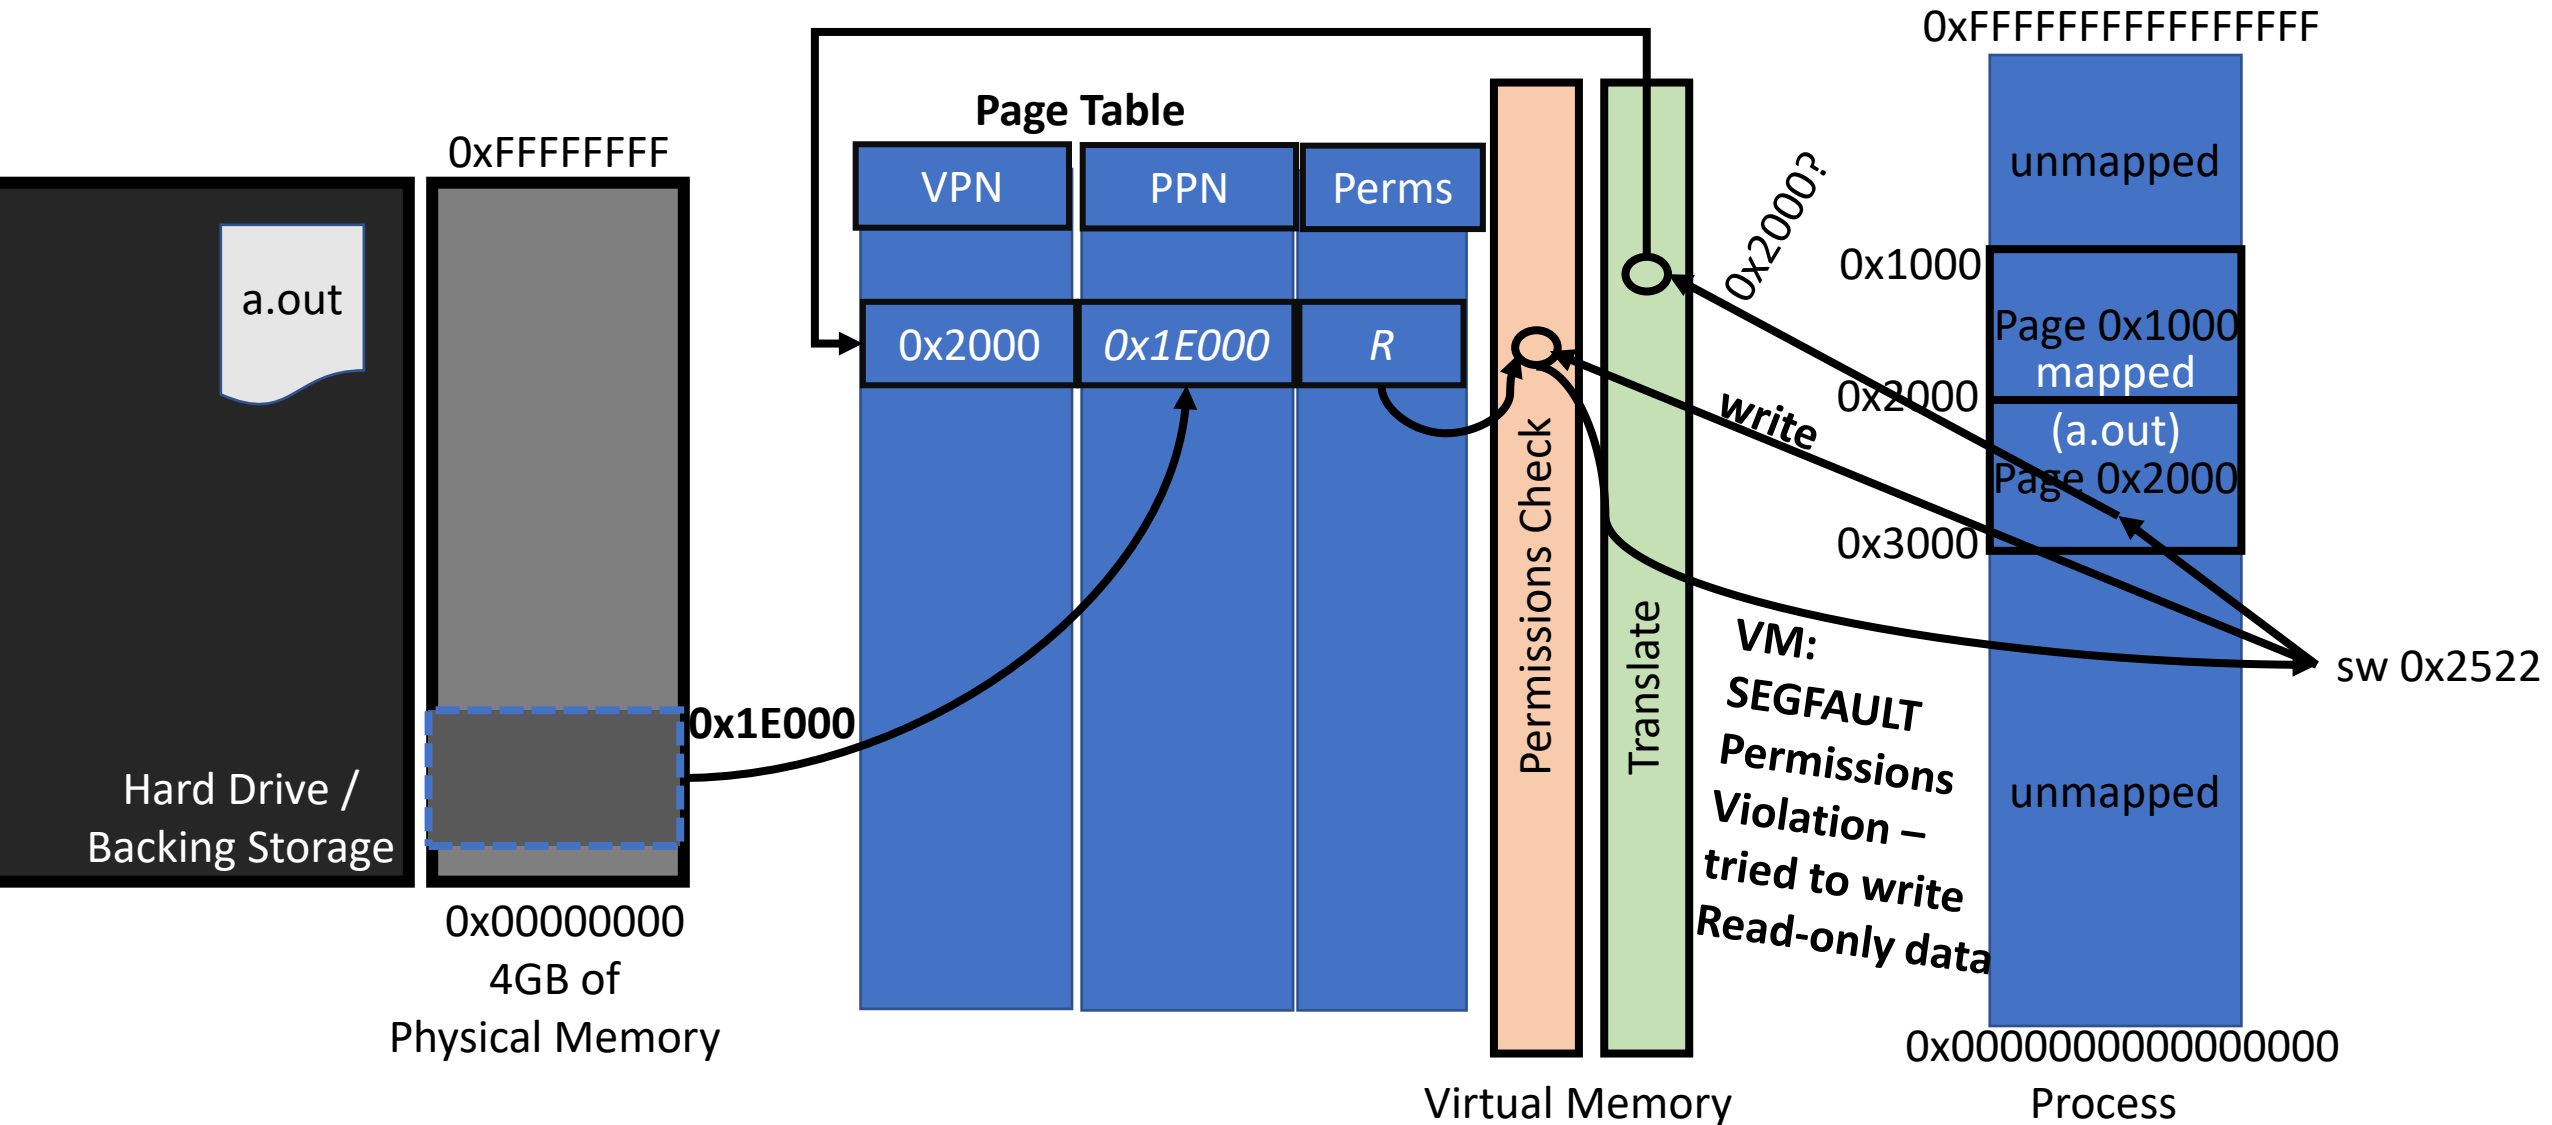 0xFFFFFFFFFFFFFFFF
Page Table
0xFFFFFFFF
VPN
PPN
Perms
unmapped
0x2000?
0x1000
a.out
0x2000
0x1E000
R
Page 0x1000
mapped
0x2000
write
(a.out)
Page 0x2000
0x3000
Permissions Check
Translate
VM:
SEGFAULT
Permissions
Violation –
tried to write
Read-only data
sw 0x2522
0x1E000
Hard Drive /
Backing Storage
unmapped
0x00000000
4GB of
Physical Memory
0x0000000000000000
Virtual Memory
Process